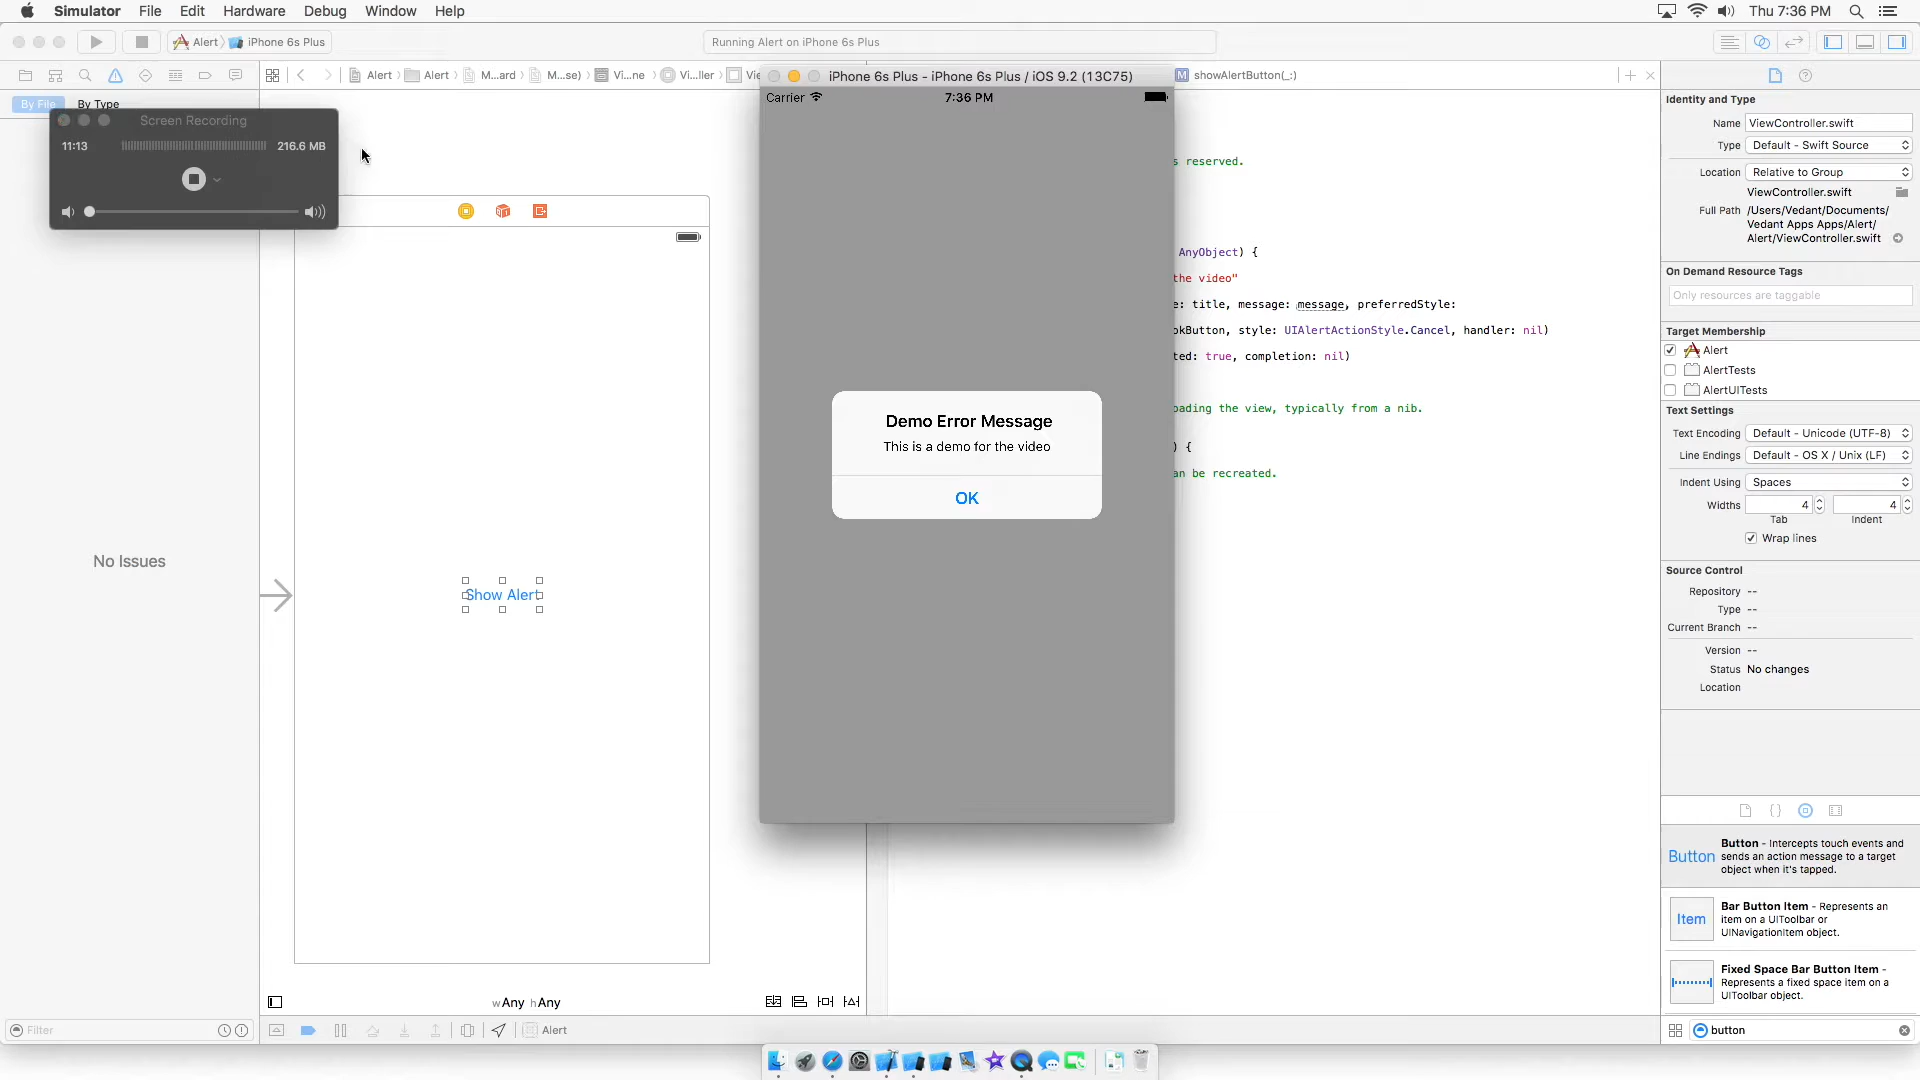 Simulator File Edit Hardware Debug Window Help Thu 7:36 PM
Alert iPhone 6s Plus Running Alert on iPhone 6s Plus
Alert Alert M...ard M...se) Vi...ne Vi...ller showAlertButton(_:)
By File By Type
Screen Recording
11:13 216.6 MB
No Issues
Show Alert
wAny hAny
Filter
Alert
iPhone 6s Plus - iPhone 6s Plus / iOS 9.2 (13C75)
Carrier 7:36 PM
Demo Error Message
This is a demo for the video
OK
s reserved.
AnyObject) {
the video"
e: title, message: message, preferredStyle:
okButton, style: UIAlertActionStyle.Cancel, handler: nil)
ted: true, completion: nil)
oading the view, typically from a nib.
) {
an be recreated.
Identity and Type
Name ViewController.swift
Type Default - Swift Source
Location Relative to Group
ViewController.swift
Full Path /Users/Vedant/Documents/
Vedant Apps Apps/Alert/
Alert/ViewController.swift
On Demand Resource Tags
Only resources are taggable
Target Membership
Alert
AlertTests
AlertUITests
Text Settings
Text Encoding Default - Unicode (UTF-8)
Line Endings Default - OS X / Unix (LF)
Indent Using Spaces
Widths 4 4
Tab Indent
Wrap lines
Source Control
Repository --
Type --
Current Branch --
Version --
Status No changes
Location
Button Button - Intercepts touch events and
sends an action message to a target
object when it's tapped.
Item Bar Button Item - Represents an
item on a UIToolbar or
UINavigationItem object.
Fixed Space Bar Button Item -
Represents a fixed space item on a
UIToolbar object.
button